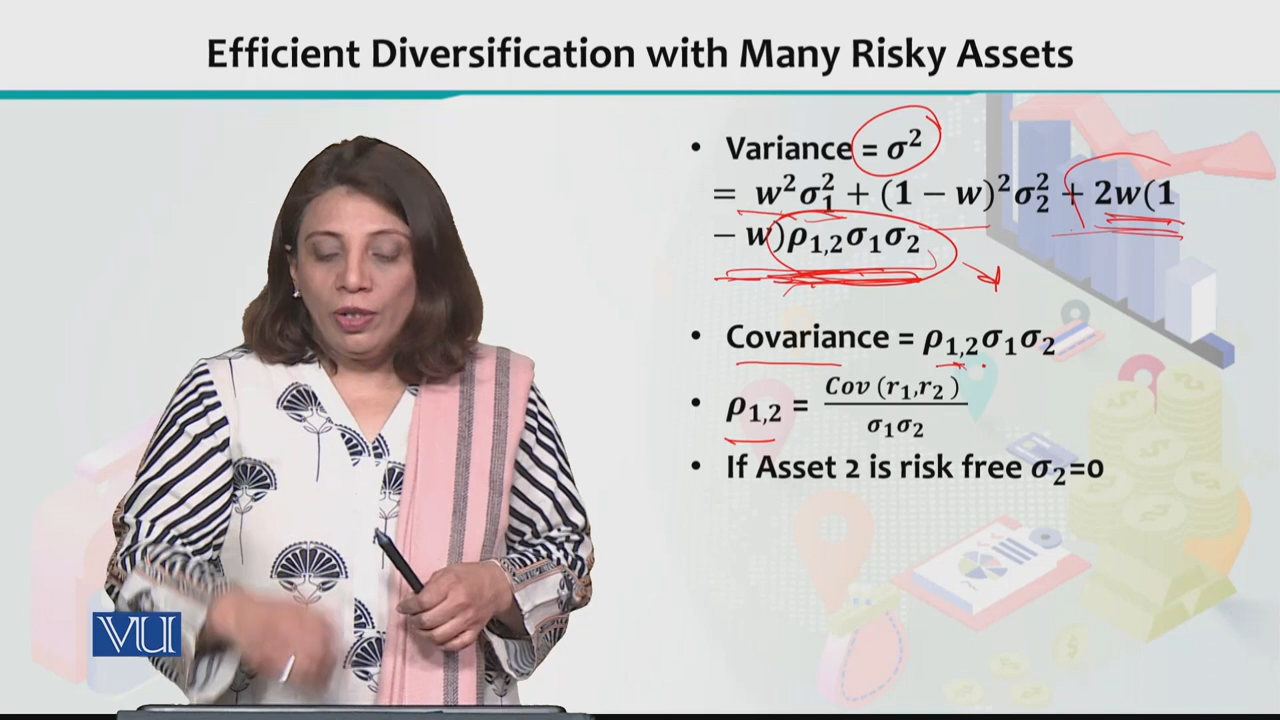 Efficient Diversification with Many Risky Assets
• Variance = σ²
= w²σ₁² + (1 − w)²σ₂² + 2w(1
− w)ρ₁,₂σ₁σ₂
• Covariance = ρ₁,₂σ₁σ₂
• ρ₁,₂ = Cov (r₁,r₂ ) / σ₁σ₂
• If Asset 2 is risk free σ₂=0
VU